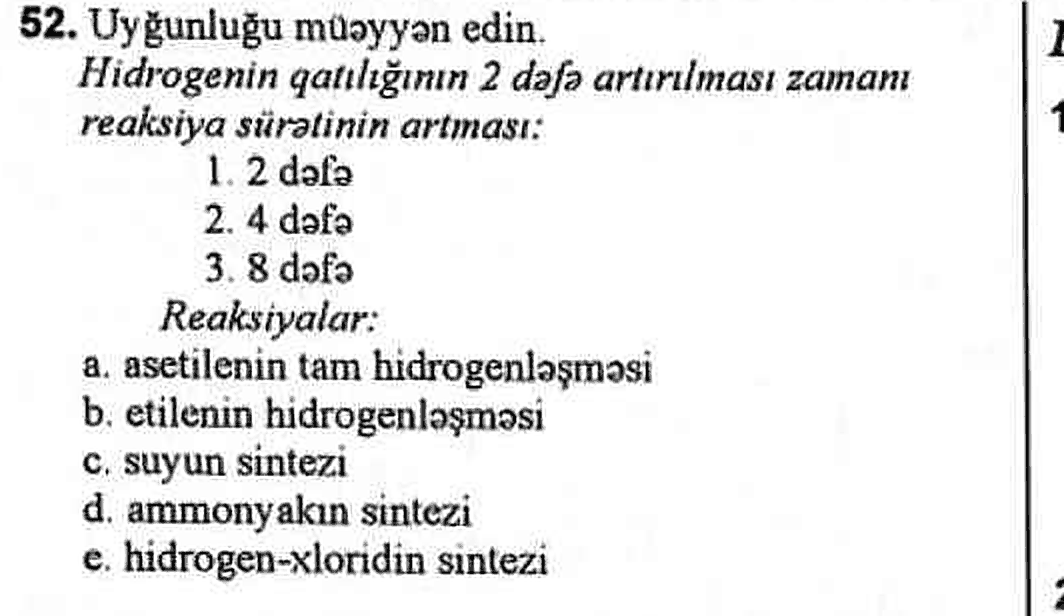 52. Uyğunluğu müəyyən edin.
Hidrogenin qatılığının 2 dəfə artırılması zamanı
reaksiya sürətinin artması:
1. 2 dəfə
2. 4 dəfə
3. 8 dəfə
Reaksiyalar:
a. asetilenin tam hidrogenləşməsi
b. etilenin hidrogenləşməsi
c. suyun sintezi
d. ammonyakın sintezi
e. hidrogen-xloridin sintezi